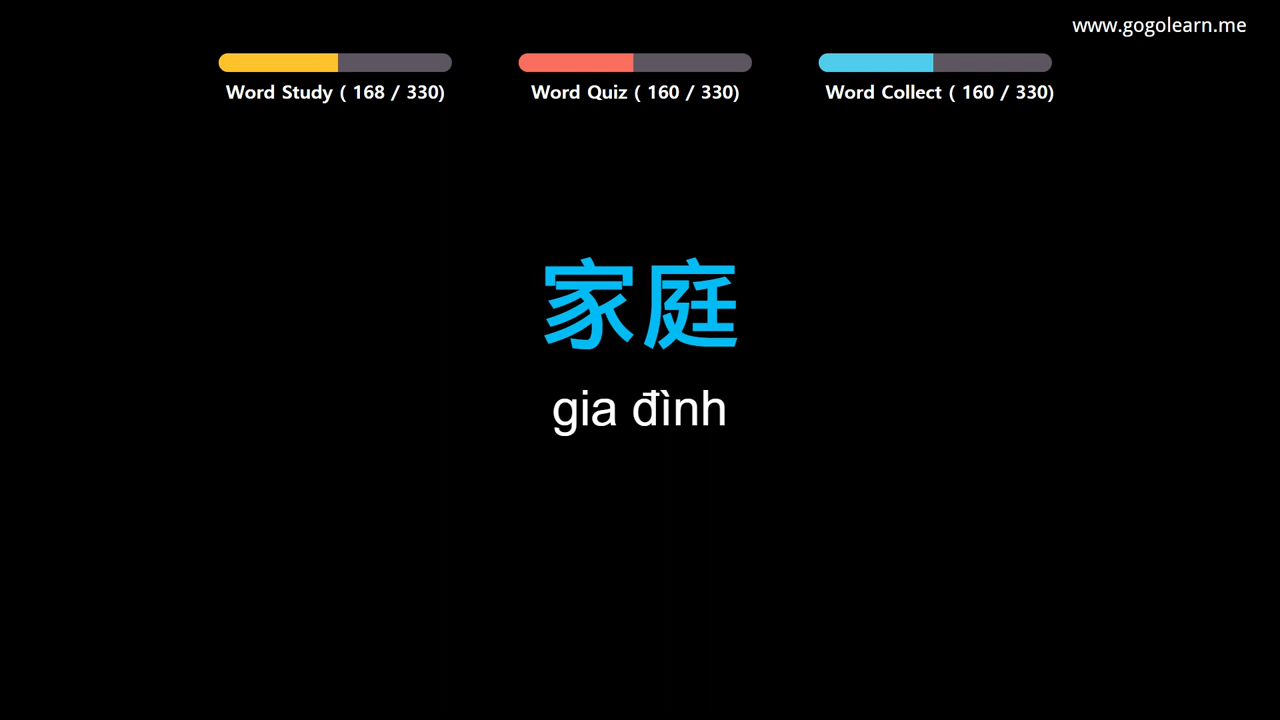 www.gogolearn.me
Word Study ( 168 / 330)
Word Quiz ( 160 / 330)
Word Collect ( 160 / 330)
家庭
gia đình